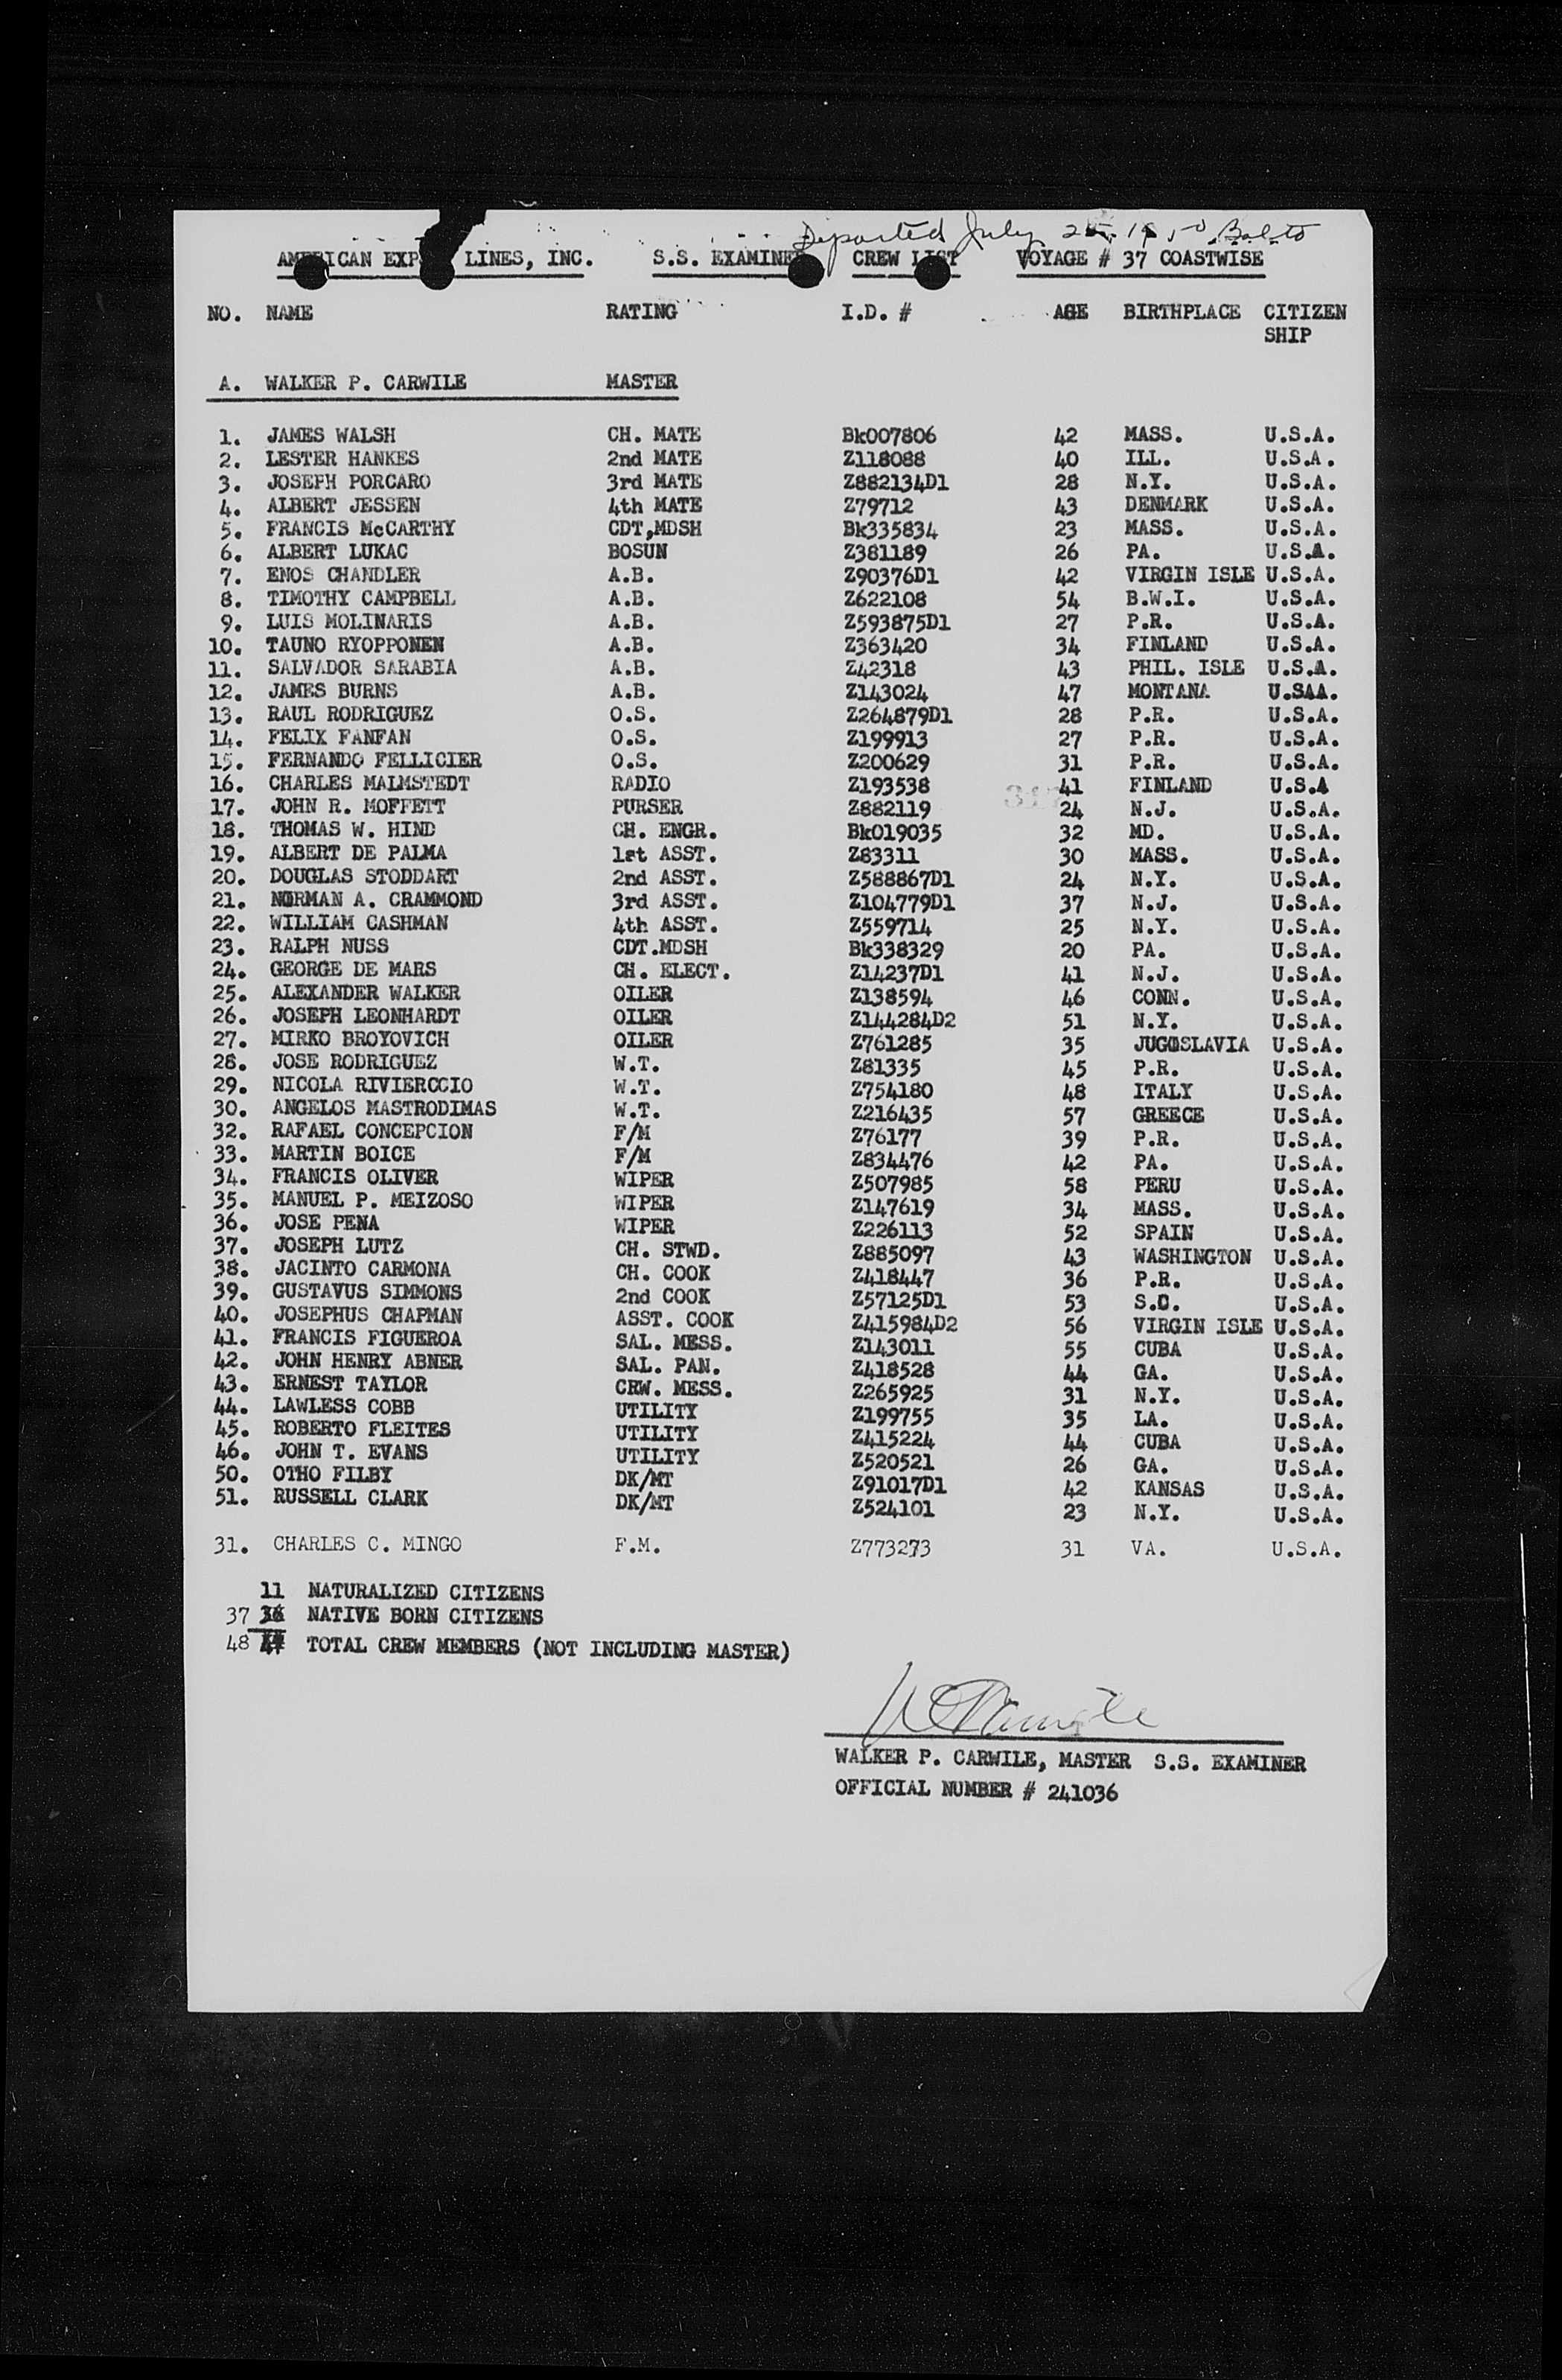 Departed July 25, 1950 Balto
AMERICAN EXP LINES, INC. S.S. EXAMINER CREW LIST VOYAGE # 37 COASTWISE
NO. NAME RATING I.D. # AGE BIRTHPLACE CITIZEN
SHIP
A. WALKER P. CARWILE MASTER
1. JAMES WALSH CH. MATE Bk007806 42 MASS. U.S.A.
2. LESTER HANKES 2nd MATE Z118088 40 ILL. U.S.A.
3. JOSEPH PORCARO 3rd MATE Z882134D1 28 N.Y. U.S.A.
4. ALBERT JESSEN 4th MATE Z79712 43 DENMARK U.S.A.
5. FRANCIS McCARTHY CDT,MDSH Bk335834 23 MASS. U.S.A.
6. ALBERT LUKAC BOSUN Z381189 26 PA. U.S.A.
7. ENOS CHANDLER A.B. Z90376D1 42 VIRGIN ISLE U.S.A.
8. TIMOTHY CAMPBELL A.B. Z622108 54 B.W.I. U.S.A.
9. LUIS MOLINARIS A.B. Z593875D1 27 P.R. U.S.A.
10. TAUNO RYOPPONEN A.B. Z363420 34 FINLAND U.S.A.
11. SALVADOR SARABIA A.B. Z42318 43 PHIL. ISLE U.S.A.
12. JAMES BURNS A.B. Z143024 47 MONTANA U.SAA.
13. RAUL RODRIGUEZ O.S. Z264879D1 28 P.R. U.S.A.
14. FELIX FANFAN O.S. Z199913 27 P.R. U.S.A.
15. FERNANDO FELLICIER O.S. Z200629 31 P.R. U.S.A.
16. CHARLES MALMSTEDT RADIO Z193538 41 FINLAND U.S.A
17. JOHN R. MOFFETT PURSER Z882119 24 N.J. U.S.A.
18. THOMAS W. HIND CH. ENGR. Bk019035 32 MD. U.S.A.
19. ALBERT DE PALMA 1st ASST. Z83311 30 MASS. U.S.A.
20. DOUGLAS STODDART 2nd ASST. Z588867D1 24 N.Y. U.S.A.
21. NORMAN A. CRAMMOND 3rd ASST. Z104779D1 37 N.J. U.S.A.
22. WILLIAM CASHMAN 4th ASST. Z559714 25 N.Y. U.S.A.
23. RALPH NUSS CDT.MDSH Bk338329 20 PA. U.S.A.
24. GEORGE DE MARS CH. ELECT. Z14237D1 41 N.J. U.S.A.
25. ALEXANDER WALKER OILER Z138594 46 CONN. U.S.A.
26. JOSEPH LEONHARDT OILER Z144284D2 51 N.Y. U.S.A.
27. MIRKO BROYOVICH OILER Z761285 35 JUGOSLAVIA U.S.A.
28. JOSE RODRIGUEZ W.T. Z81335 45 P.R. U.S.A.
29. NICOLA RIVIERCCIO W.T. Z754180 48 ITALY U.S.A.
30. ANGELOS MASTRODIMAS W.T. Z216435 57 GREECE U.S.A.
32. RAFAEL CONCEPCION F/M Z76177 39 P.R. U.S.A.
33. MARTIN BOICE F/M Z834476 42 PA. U.S.A.
34. FRANCIS OLIVER WIPER Z507985 58 PERU U.S.A.
35. MANUEL P. MEIZOSO WIPER Z147619 34 MASS. U.S.A.
36. JOSE PENA WIPER Z226113 52 SPAIN U.S.A.
37. JOSEPH LUTZ CH. STWD. Z885097 43 WASHINGTON U.S.A.
38. JACINTO CARMONA CH. COOK Z418447 36 P.R. U.S.A.
39. GUSTAVUS SIMMONS 2nd COOK Z57125D1 53 S.C. U.S.A.
40. JOSEPHUS CHAPMAN ASST. COOK Z415984D2 56 VIRGIN ISLE U.S.A.
41. FRANCIS FIGUEROA SAL. MESS. Z143011 55 CUBA U.S.A.
42. JOHN HENRY ABNER SAL. PAN. Z418528 44 GA. U.S.A.
43. ERNEST TAYLOR CRW. MESS. Z265925 31 N.Y. U.S.A.
44. LAWLESS COBB UTILITY Z199755 35 LA. U.S.A.
45. ROBERTO FLEITES UTILITY Z415224 44 CUBA U.S.A.
46. JOHN T. EVANS UTILITY Z520521 26 GA. U.S.A.
50. OTHO FILBY DK/MT Z91017D1 42 KANSAS U.S.A.
51. RUSSELL CLARK DK/MT Z524101 23 N.Y. U.S.A.
31. CHARLES C. MINGO F.M. Z773273 31 VA. U.S.A.
11 NATURALIZED CITIZENS
37 36 NATIVE BORN CITIZENS
48 47 TOTAL CREW MEMBERS (NOT INCLUDING MASTER)
WPCarwile
WALKER P. CARWILE, MASTER S.S. EXAMINER
OFFICIAL NUMBER # 241036